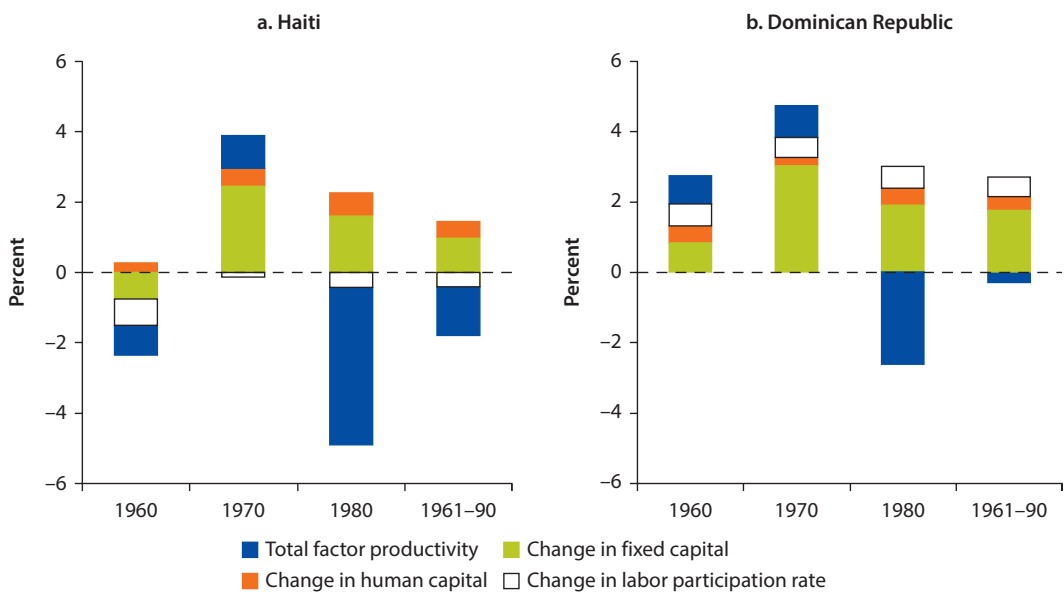 a. Haiti
Percent
6
4
2
0
–2
–4
–6
1960
1970
1980
1961–90
b. Dominican Republic
Percent
6
4
2
0
–2
–4
–6
1960
1970
1980
1961–90
Total factor productivity
Change in fixed capital
Change in human capital
Change in labor participation rate